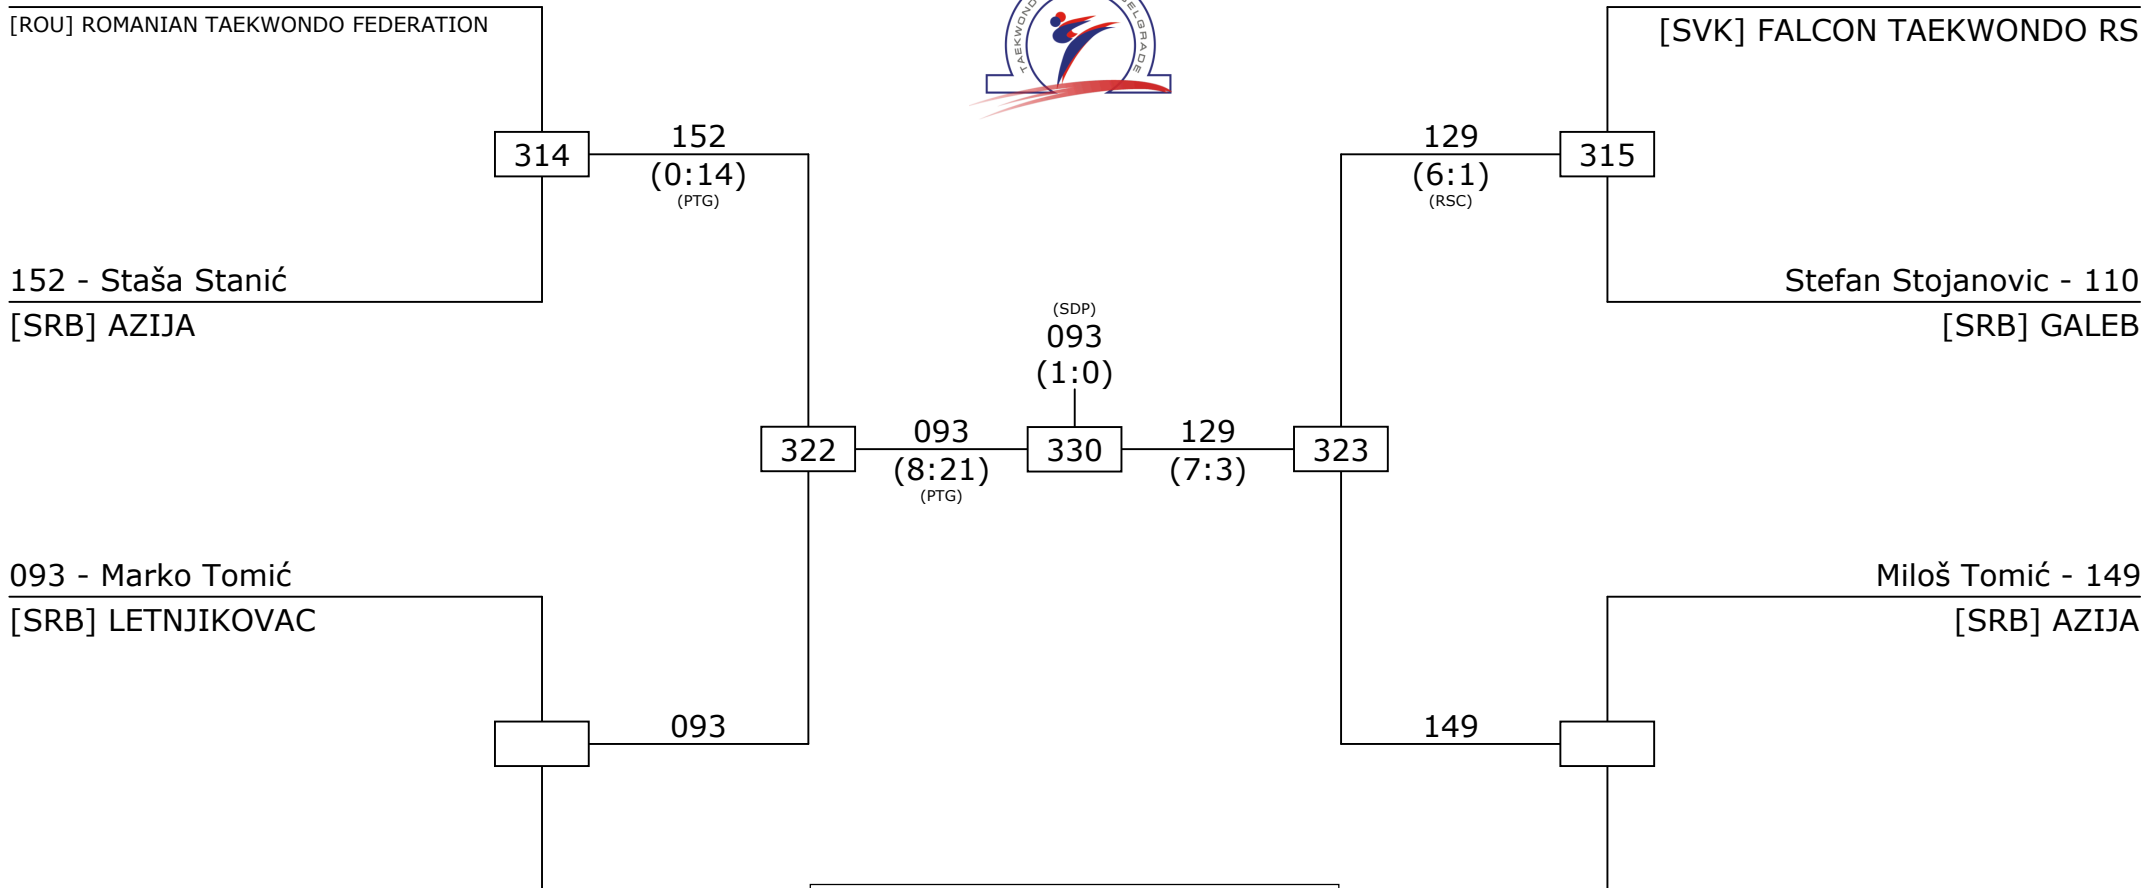 [ROU] ROMANIAN TAEKWONDO FEDERATION
TAEKWONDO
BELGRADE
[SVK] FALCON TAEKWONDO RS
152
129
314
315
(0:14)
(6:1)
(PTG)
(RSC)
152 - Staša Stanić
Stefan Stojanovic - 110
[SRB] AZIJA
[SRB] GALEB
(SDP)
093
(1:0)
093
129
322
330
323
(8:21)
(7:3)
(PTG)
093 - Marko Tomić
Miloš Tomić - 149
[SRB] LETNJIKOVAC
[SRB] AZIJA
093
149